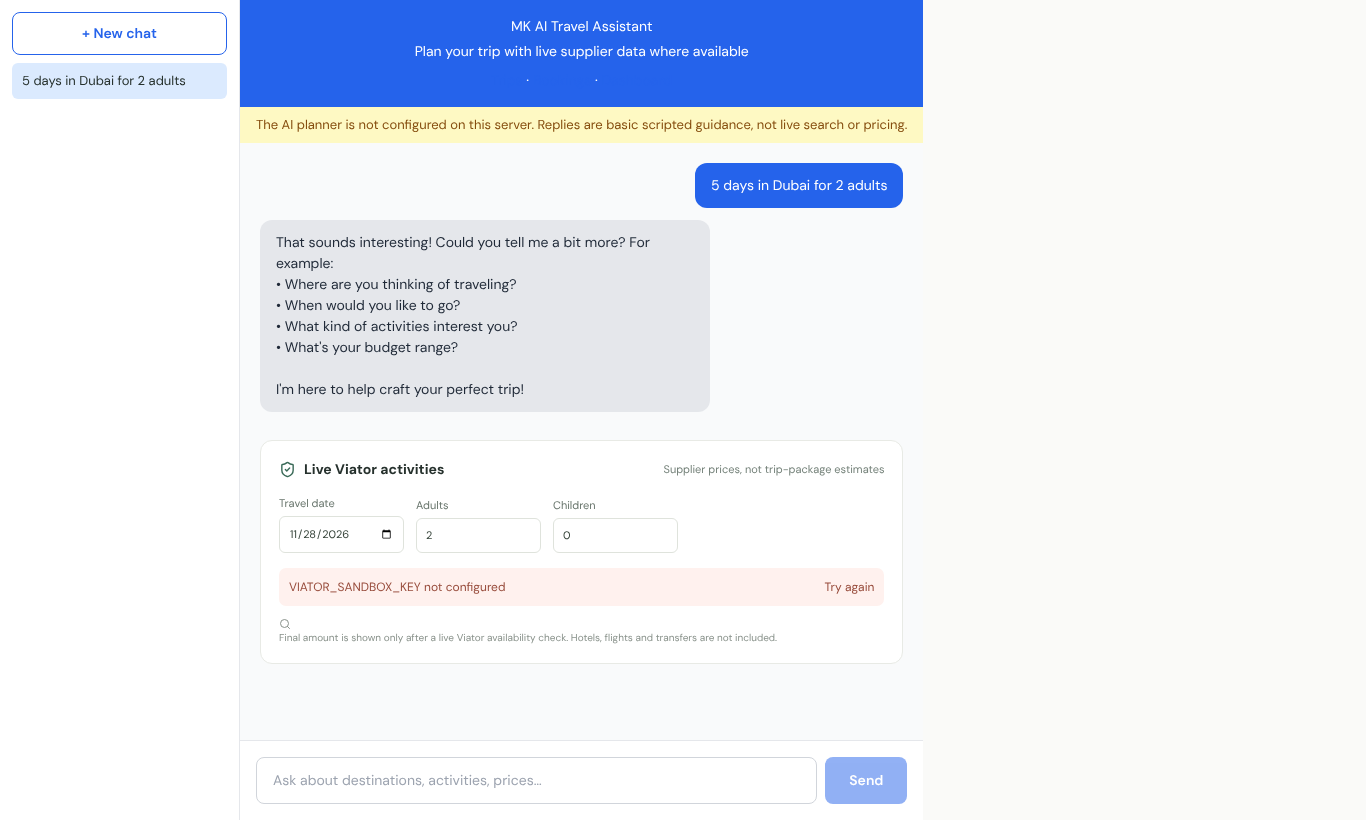 + New chat
5 days in Dubai for 2 adults
MK AI Travel Assistant
Plan your trip with live supplier data where available
· ·
The AI planner is not configured on this server. Replies are basic scripted guidance, not live search or pricing.
5 days in Dubai for 2 adults
That sounds interesting! Could you tell me a bit more? For
example:
• Where are you thinking of traveling?
• When would you like to go?
• What kind of activities interest you?
• What's your budget range?
I'm here to help craft your perfect trip!
Live Viator activities
Supplier prices, not trip-package estimates
Travel date
Adults
Children
11/28/2026
2
0
VIATOR_SANDBOX_KEY not configured
Try again
Final amount is shown only after a live Viator availability check. Hotels, flights and transfers are not included.
Ask about destinations, activities, prices...
Send